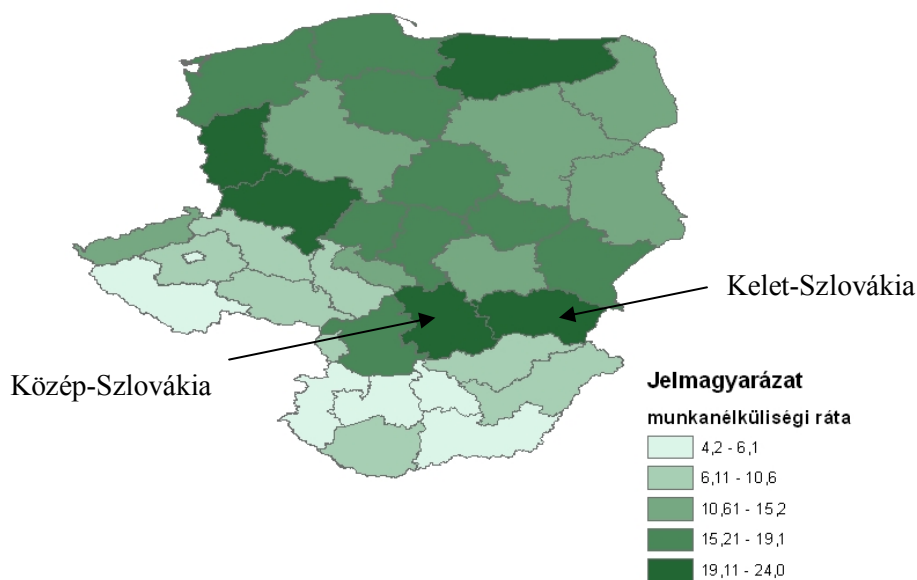 Kelet-Szlovákia
Közép-Szlovákia
Jelmagyarázat
munkanélküliségi ráta
4,2 - 6,1
6,11 - 10,6
10,61 - 15,2
15,21 - 19,1
19,11 - 24,0